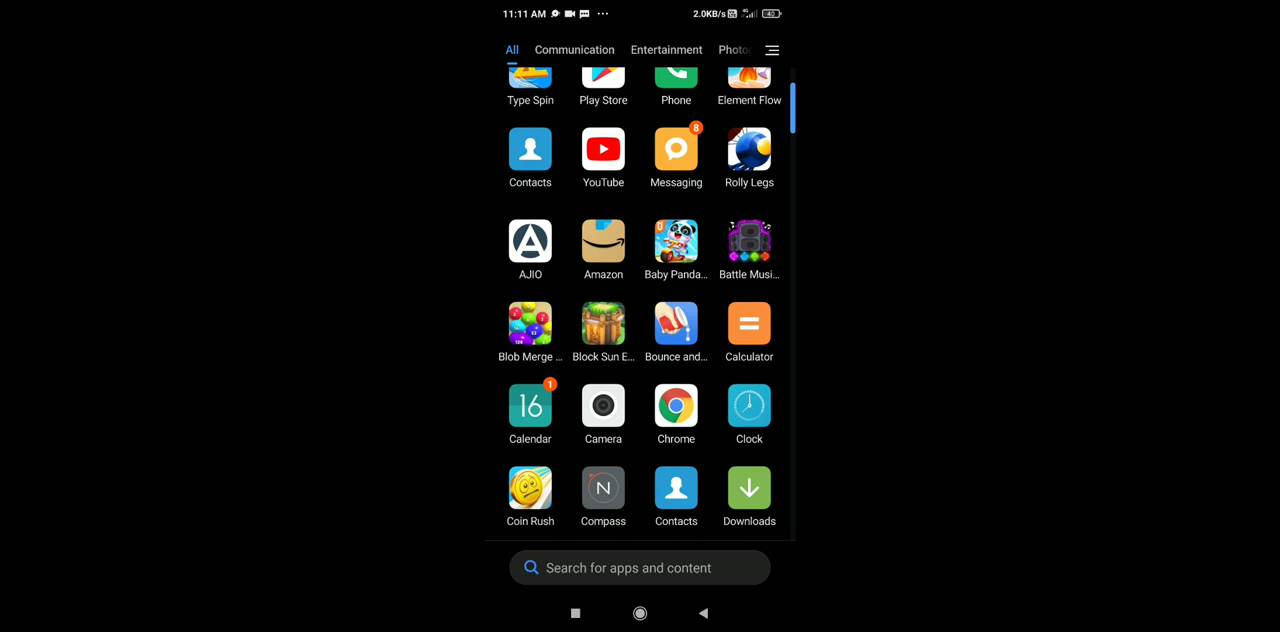 11:11 AM 2.0KB/s 4G 40
All Communication Entertainment
Type Spin Play Store Phone Element Flow
8
Contacts YouTube Messaging Rolly Legs
AJIO Amazon Baby Panda... Battle Musi...
Blob Merge ... Block Sun E... Bounce and... Calculator
16 1
Calendar Camera Chrome Clock
N
Coin Rush Compass Contacts Downloads
Search for apps and content